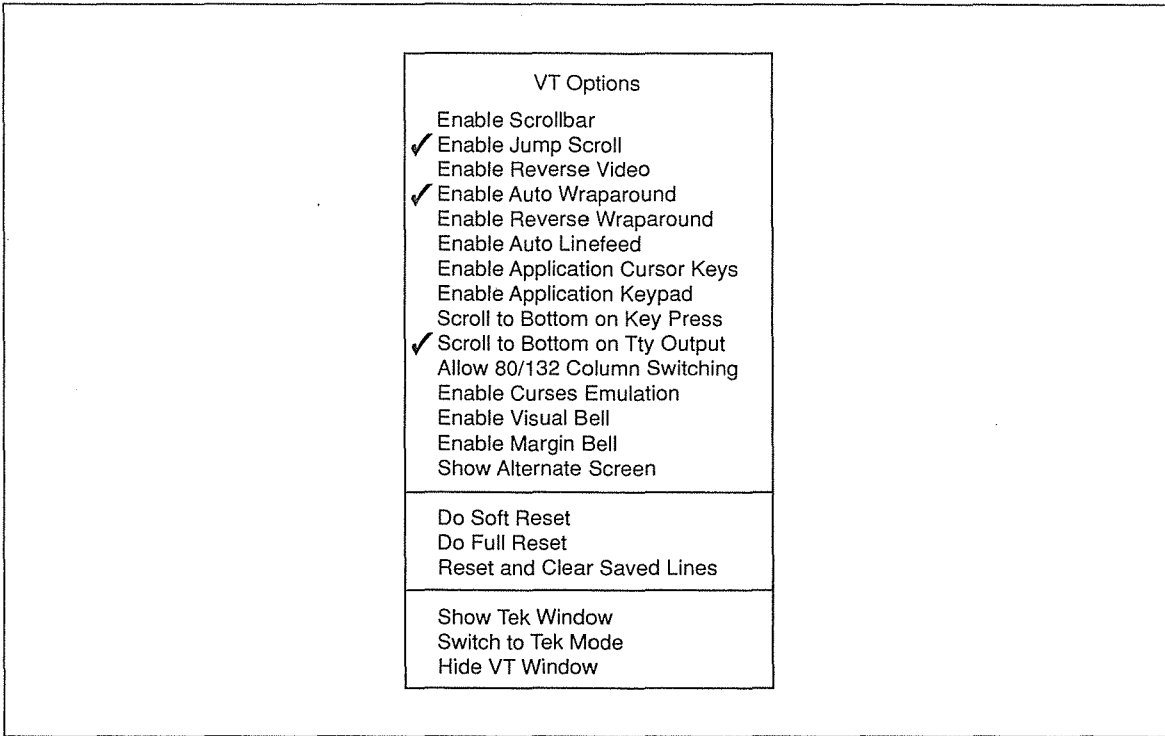 VT Options
Enable Scrollbar
✓ Enable Jump Scroll
Enable Reverse Video
✓ Enable Auto Wraparound
Enable Reverse Wraparound
Enable Auto Linefeed
Enable Application Cursor Keys
Enable Application Keypad
Scroll to Bottom on Key Press
✓ Scroll to Bottom on Tty Output
Allow 80/132 Column Switching
Enable Curses Emulation
Enable Visual Bell
Enable Margin Bell
Show Alternate Screen
Do Soft Reset
Do Full Reset
Reset and Clear Saved Lines
Show Tek Window
Switch to Tek Mode
Hide VT Window